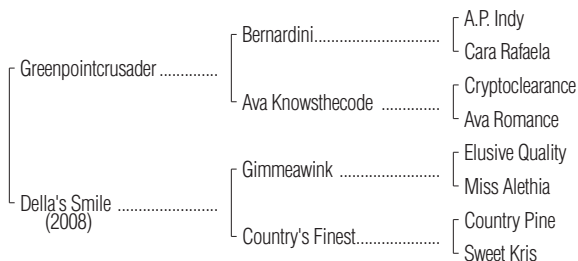 A.P. Indy
Bernardini..................................
Cara Rafaela
Greenpointcrusader ..............
Cryptoclearance
Ava Knowsthecode ................
Ava Romance
Elusive Quality
Gimmeawink ...........................
Miss Alethia
Della's Smile ........................
(2008)
Country Pine
Country's Finest......................
Sweet Kris